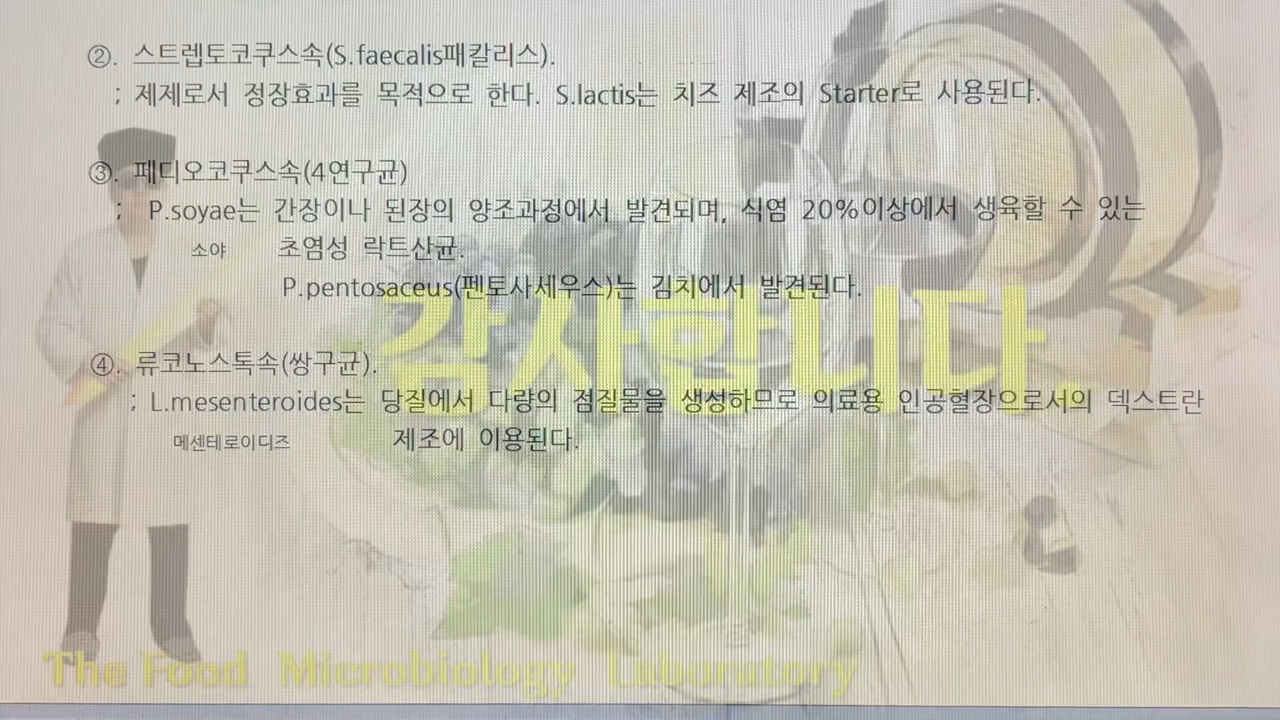 ②. 스트렙토코쿠스속(S.faecalis패칼리스).
; 제제로서 정장효과를 목적으로 한다. S.lactis는 치즈 제조의 Starter로 사용된다.
③. 페디오코쿠스속(4연구균)
; P.soyae는 간장이나 된장의 양조과정에서 발견되며, 식염 20%이상에서 생육할 수 있는
소야 초염성 락트산균.
P.pentosaceus(펜토사세우스)는 김치에서 발견된다.
감사합니다.
④. 류코노스톡속(쌍구균).
; L.mesenteroides는 당질에서 다량의 점질물을 생성하므로 의료용 인공혈장으로서의 덱스트란
메센테로이디즈 제조에 이용된다.
The Food Microbiology Laboratory